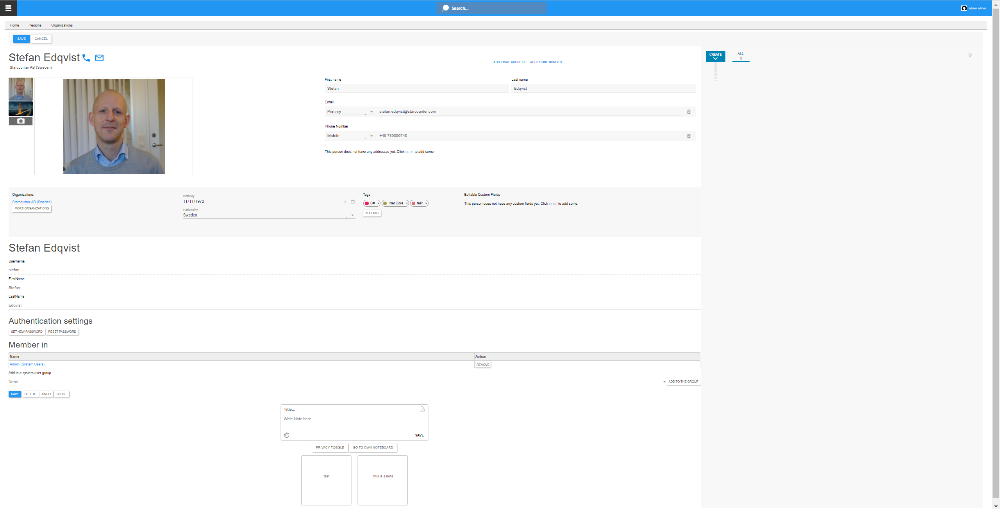 Search...
admin admin
Home Persons Organizations
SAVE CANCEL
Stefan Edqvist
Starcounter AB (Sweden)
ADD EMAIL ADDRESS ADD PHONE NUMBER
CREATE
ALL
0
First name Last name
Stefan Edqvist
Email
Primary stefan.edqvist@starcounter.com
Phone Number
Mobile +46 739856748
This person does not have any addresses yet. Click HERE to add some.
Organizations
Starcounter AB (Sweden)
MORE ORGANIZATIONS
Birthday
11/11/1972
Nationality
Sweden
Tags
C# × .Net Core × test ×
ADD TAG
Editable Custom Fields
This person does not have any custom fields yet. Click HERE to add some.
Stefan Edqvist
Username
stefan
FirstName
Stefan
LastName
Edqvist
Authentication settings
SET NEW PASSWORD RESET PASSWORD
Member in
Name Action
Admin (System Users) REMOVE
Add to a system user group
None ADD TO THE GROUP
SAVE DELETE UNDO CLOSE
Title...
Write Note here...
SAVE
PRIVACY TOGGLE GO TO OWN NOTEBOARD
test This is a note